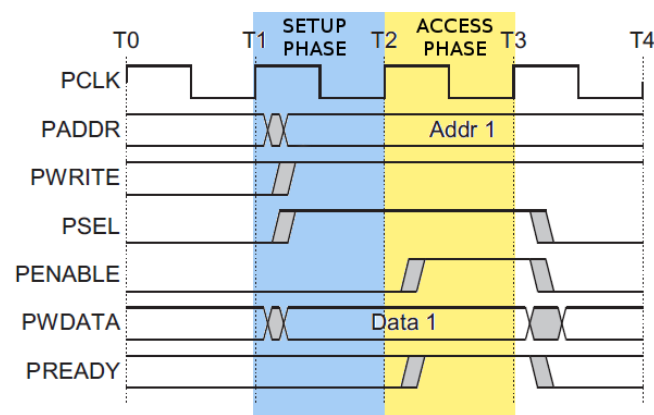 SETUP PHASE
ACCESS PHASE
T0 T1 T2 T3 T4
PCLK
PADDR Addr 1
PWRITE
PSEL
PENABLE
PWDATA Data 1
PREADY